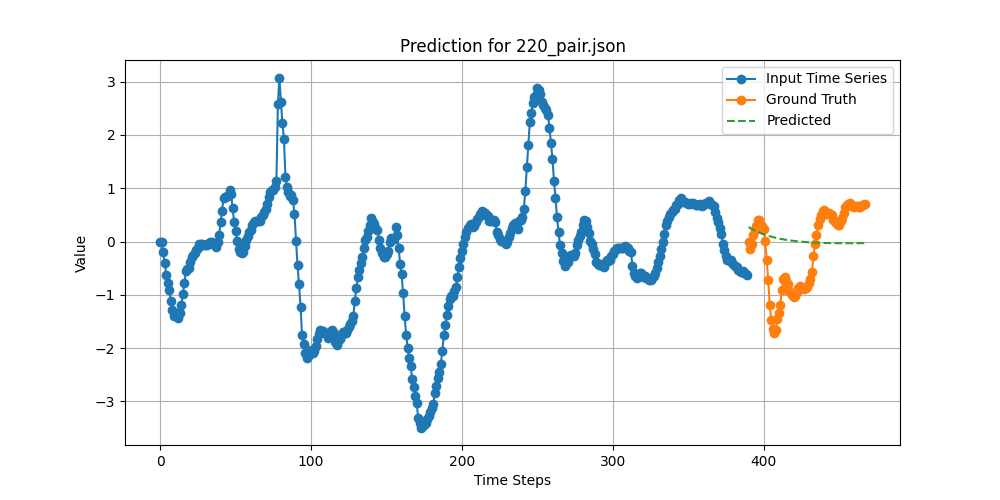 Prediction for 220_pair.json
Input Time Series
Ground Truth
Predicted
Value
3
2
1
0
−1
−2
−3
0 100 200 300 400
Time Steps